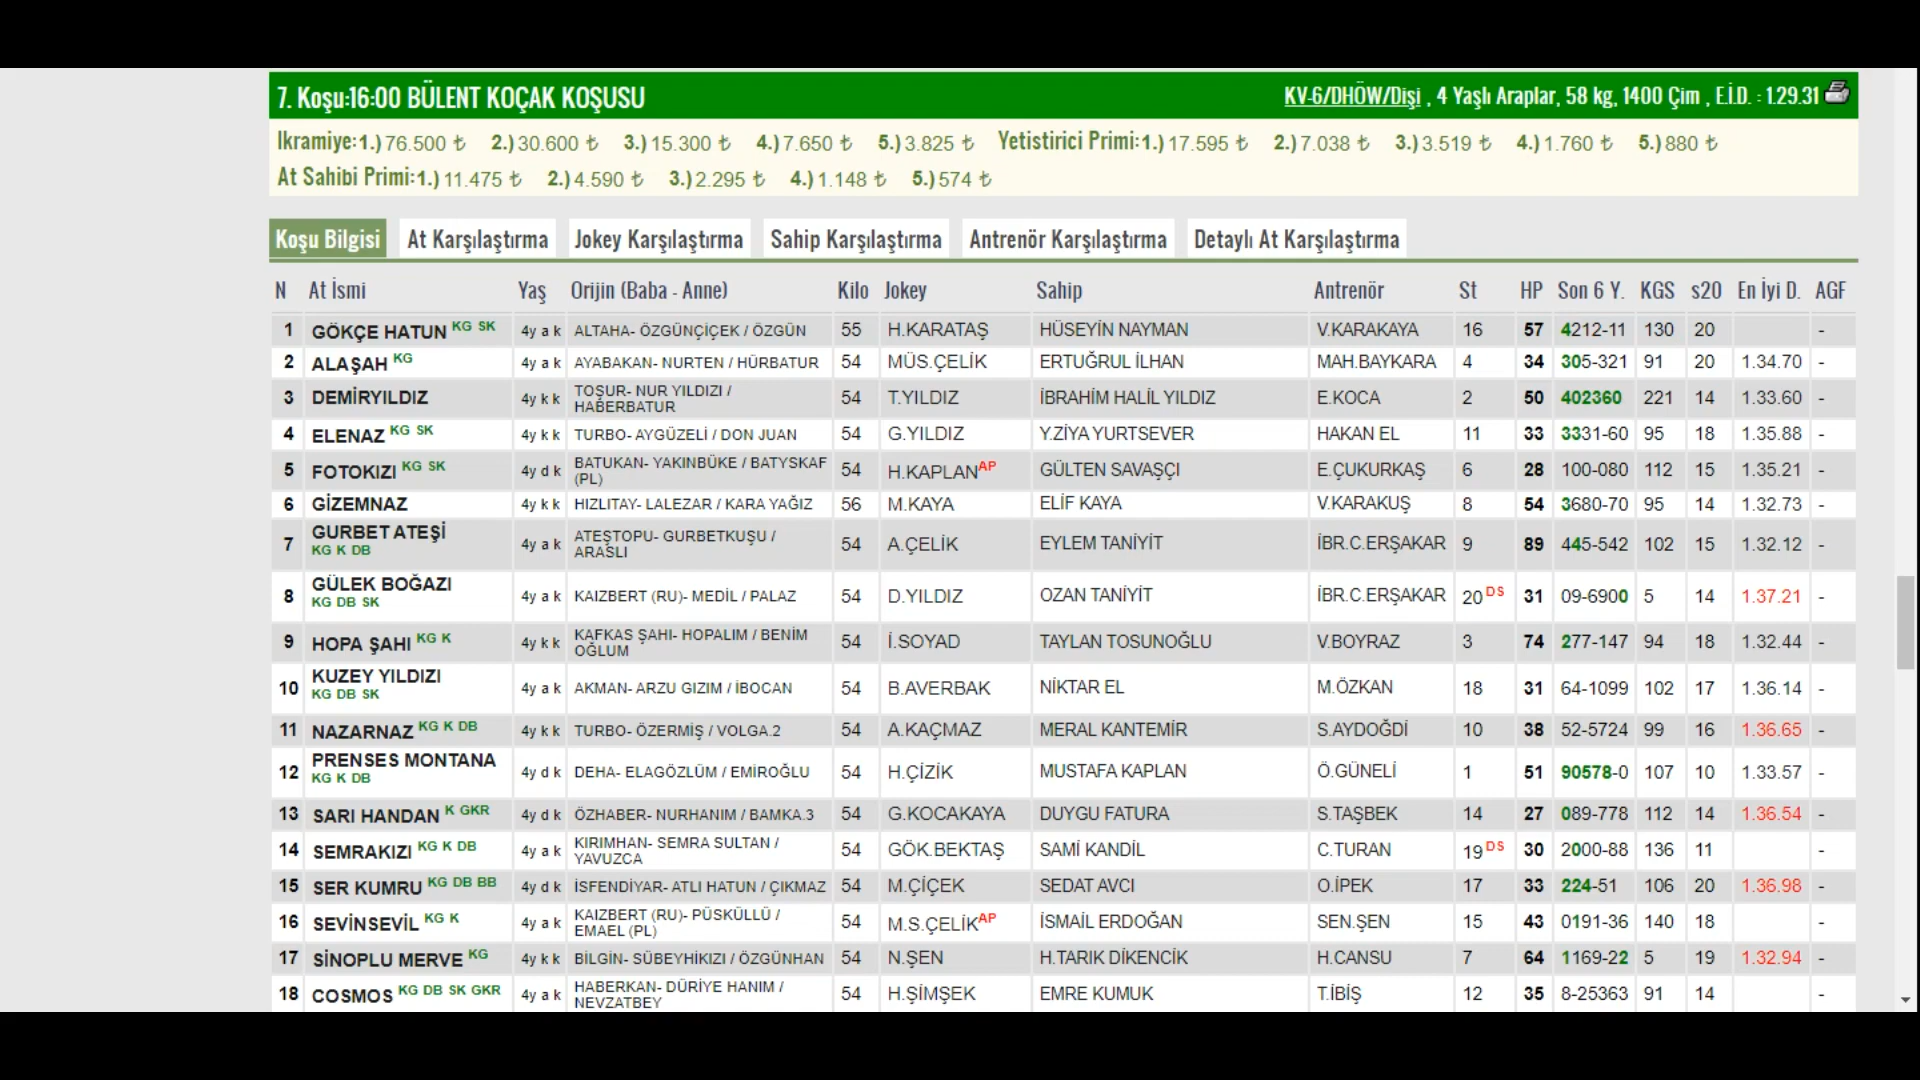 7. Koşu:16:00 BÜLENT KOÇAK KOŞUSU KV-6/DHÖW/Dişi , 4 Yaşlı Araplar, 58 kg, 1400 Çim , E.İ.D. : 1.29.31
Ikramiye:1.)76.500 ₺ 2.)30.600 ₺ 3.)15.300 ₺ 4.)7.650 ₺ 5.)3.825 ₺ Yetistirici Primi:1.)17.595 ₺ 2.)7.038 ₺ 3.)3.519 ₺ 4.)1.760 ₺ 5.)880 ₺
At Sahibi Primi:1.)11.475 ₺ 2.)4.590 ₺ 3.)2.295 ₺ 4.)1.148 ₺ 5.)574 ₺
Koşu Bilgisi At Karşılaştırma Jokey Karşılaştırma Sahip Karşılaştırma Antrenör Karşılaştırma Detaylı At Karşılaştırma
N At İsmi Yaş Orijin (Baba - Anne) Kilo Jokey Sahip Antrenör St HP Son 6 Y. KGS s20 En İyi D. AGF
1 GÖKÇE HATUN KG SK 4y a k ALTAHA- ÖZGÜNÇİÇEK / ÖZGÜN 55 H.KARATAŞ HÜSEYİN NAYMAN V.KARAKAYA 16 57 4212-11 130 20 -
2 ALAŞAH KG 4y a k AYABAKAN- NURTEN / HÜRBATUR 54 MÜS.ÇELİK ERTUĞRUL İLHAN MAH.BAYKARA 4 34 305-321 91 20 1.34.70 -
3 DEMİRYILDIZ 4y k k TOŞUR- NUR YILDIZI / HABERBATUR 54 T.YILDIZ İBRAHİM HALİL YILDIZ E.KOCA 2 50 402360 221 14 1.33.60 -
4 ELENAZ KG SK 4y k k TURBO- AYGÜZELİ / DON JUAN 54 G.YILDIZ Y.ZİYA YURTSEVER HAKAN EL 11 33 3331-60 95 18 1.35.88 -
5 FOTOKIZI KG SK 4y d k BATUKAN- YAKINBÜKE / BATYSKAF (PL) 54 H.KAPLAN AP GÜLTEN SAVAŞÇI E.ÇUKURKAŞ 6 28 100-080 112 15 1.35.21 -
6 GİZEMNAZ 4y k k HIZLITAY- LALEZAR / KARA YAĞIZ 56 M.KAYA ELİF KAYA V.KARAKUŞ 8 54 3680-70 95 14 1.32.73 -
7 GURBET ATEŞİ KG K DB 4y a k ATEŞTOPU- GURBETKUŞU / ARASLI 54 A.ÇELİK EYLEM TANİYİT İBR.C.ERŞAKAR 9 89 445-542 102 15 1.32.12 -
8 GÜLEK BOĞAZI KG DB SK 4y a k KAIZBERT (RU)- MEDİL / PALAZ 54 D.YILDIZ OZAN TANİYİT İBR.C.ERŞAKAR 20 DS 31 09-6900 5 14 1.37.21 -
9 HOPA ŞAHI KG K 4y k k KAFKAS ŞAHI- HOPALIM / BENİM OĞLUM 54 İ.SOYAD TAYLAN TOSUNOĞLU V.BOYRAZ 3 74 277-147 94 18 1.32.44 -
10 KUZEY YILDIZI KG DB SK 4y a k AKMAN- ARZU GIZIM / İBOCAN 54 B.AVERBAK NİKTAR EL M.ÖZKAN 18 31 64-1099 102 17 1.36.14 -
11 NAZARNAZ KG K DB 4y k k TURBO- ÖZERMİŞ / VOLGA.2 54 A.KAÇMAZ MERAL KANTEMİR S.AYDOĞDİ 10 38 52-5724 99 16 1.36.65 -
12 PRENSES MONTANA KG K DB 4y d k DEHA- ELAGÖZLÜM / EMİROĞLU 54 H.ÇİZİK MUSTAFA KAPLAN Ö.GÜNELİ 1 51 90578-0 107 10 1.33.57 -
13 SARI HANDAN K GKR 4y d k ÖZHABER- NURHANIM / BAMKA.3 54 G.KOCAKAYA DUYGU FATURA S.TAŞBEK 14 27 089-778 112 14 1.36.54 -
14 SEMRAKIZI KG K DB 4y a k KIRIMHAN- SEMRA SULTAN / YAVUZCA 54 GÖK.BEKTAŞ SAMİ KANDİL C.TURAN 19 DS 30 2000-88 136 11 -
15 SER KUMRU KG DB BB 4y d k İSFENDİYAR- ATLI HATUN / ÇIKMAZ 54 M.ÇİÇEK SEDAT AVCI O.İPEK 17 33 224-51 106 20 1.36.98 -
16 SEVİNSEVİL KG K 4y a k KAIZBERT (RU)- PÜSKÜLLÜ / EMAEL (PL) 54 M.S.ÇELİK AP İSMAİL ERDOĞAN SEN.ŞEN 15 43 0191-36 140 18 -
17 SİNOPLU MERVE KG 4y k k BİLGİN- SÜBEYHİKIZI / ÖZGÜNHAN 54 N.ŞEN H.TARIK DİKENCİK H.CANSU 7 64 1169-22 5 19 1.32.94 -
18 COSMOS KG DB SK GKR 4y a k HABERKAN- DÜRİYE HANIM / NEVZATBEY 54 H.ŞİMŞEK EMRE KUMUK T.İBİŞ 12 35 8-25363 91 14 -